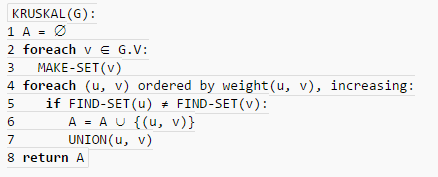 KRUSKAL(G):
1 A = ∅
2 foreach v ∈ G.V:
3   MAKE-SET(v)
4 foreach (u, v) ordered by weight(u, v), increasing:
5    if FIND-SET(u) ≠ FIND-SET(v):
6       A = A ∪ {(u, v)}
7       UNION(u, v)
8 return A